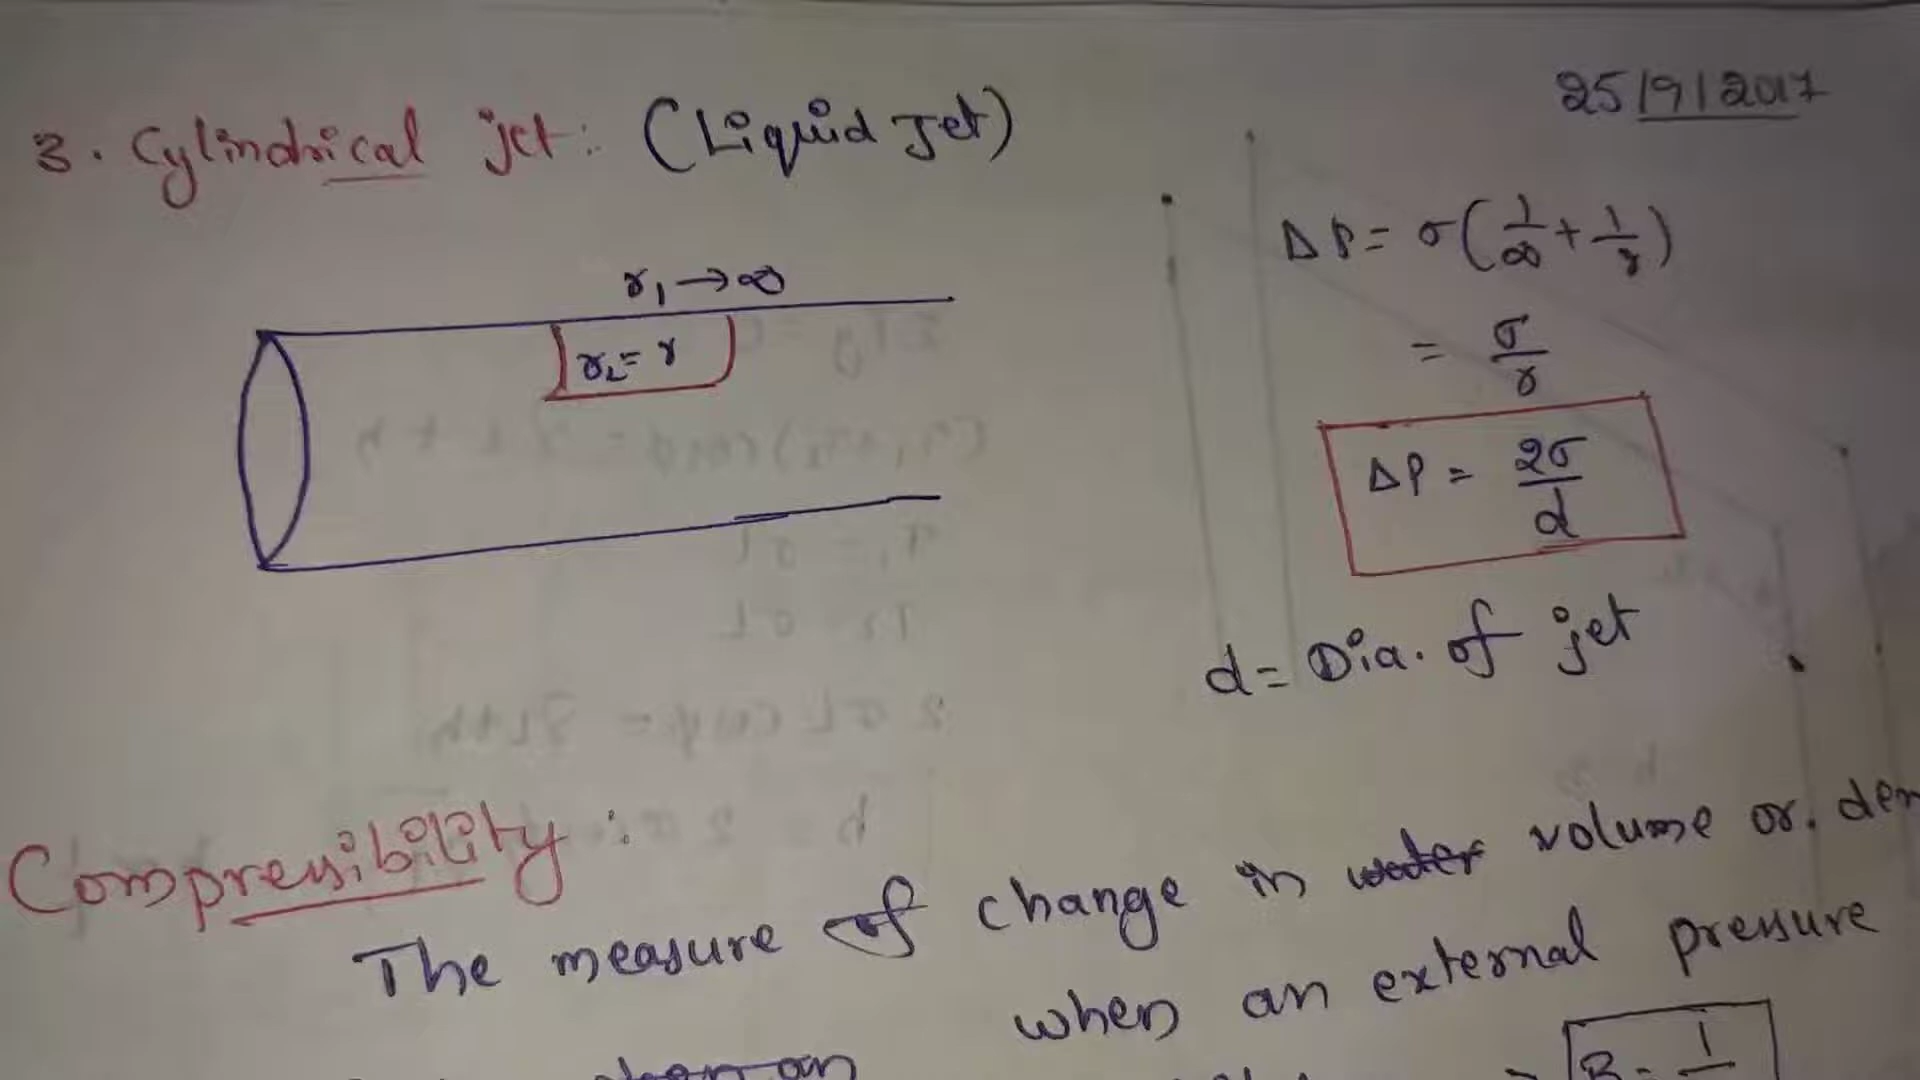 25/9/2017
3. Cylindrical jet: (Liquid Jet)
r₁ → ∞
r₂ = r
ΔP = σ(1/∞ + 1/r)
= σ/r
ΔP = 2σ/d
d = Dia. of jet
Compressibility:
The measure of change in water volume or
when an external pressure